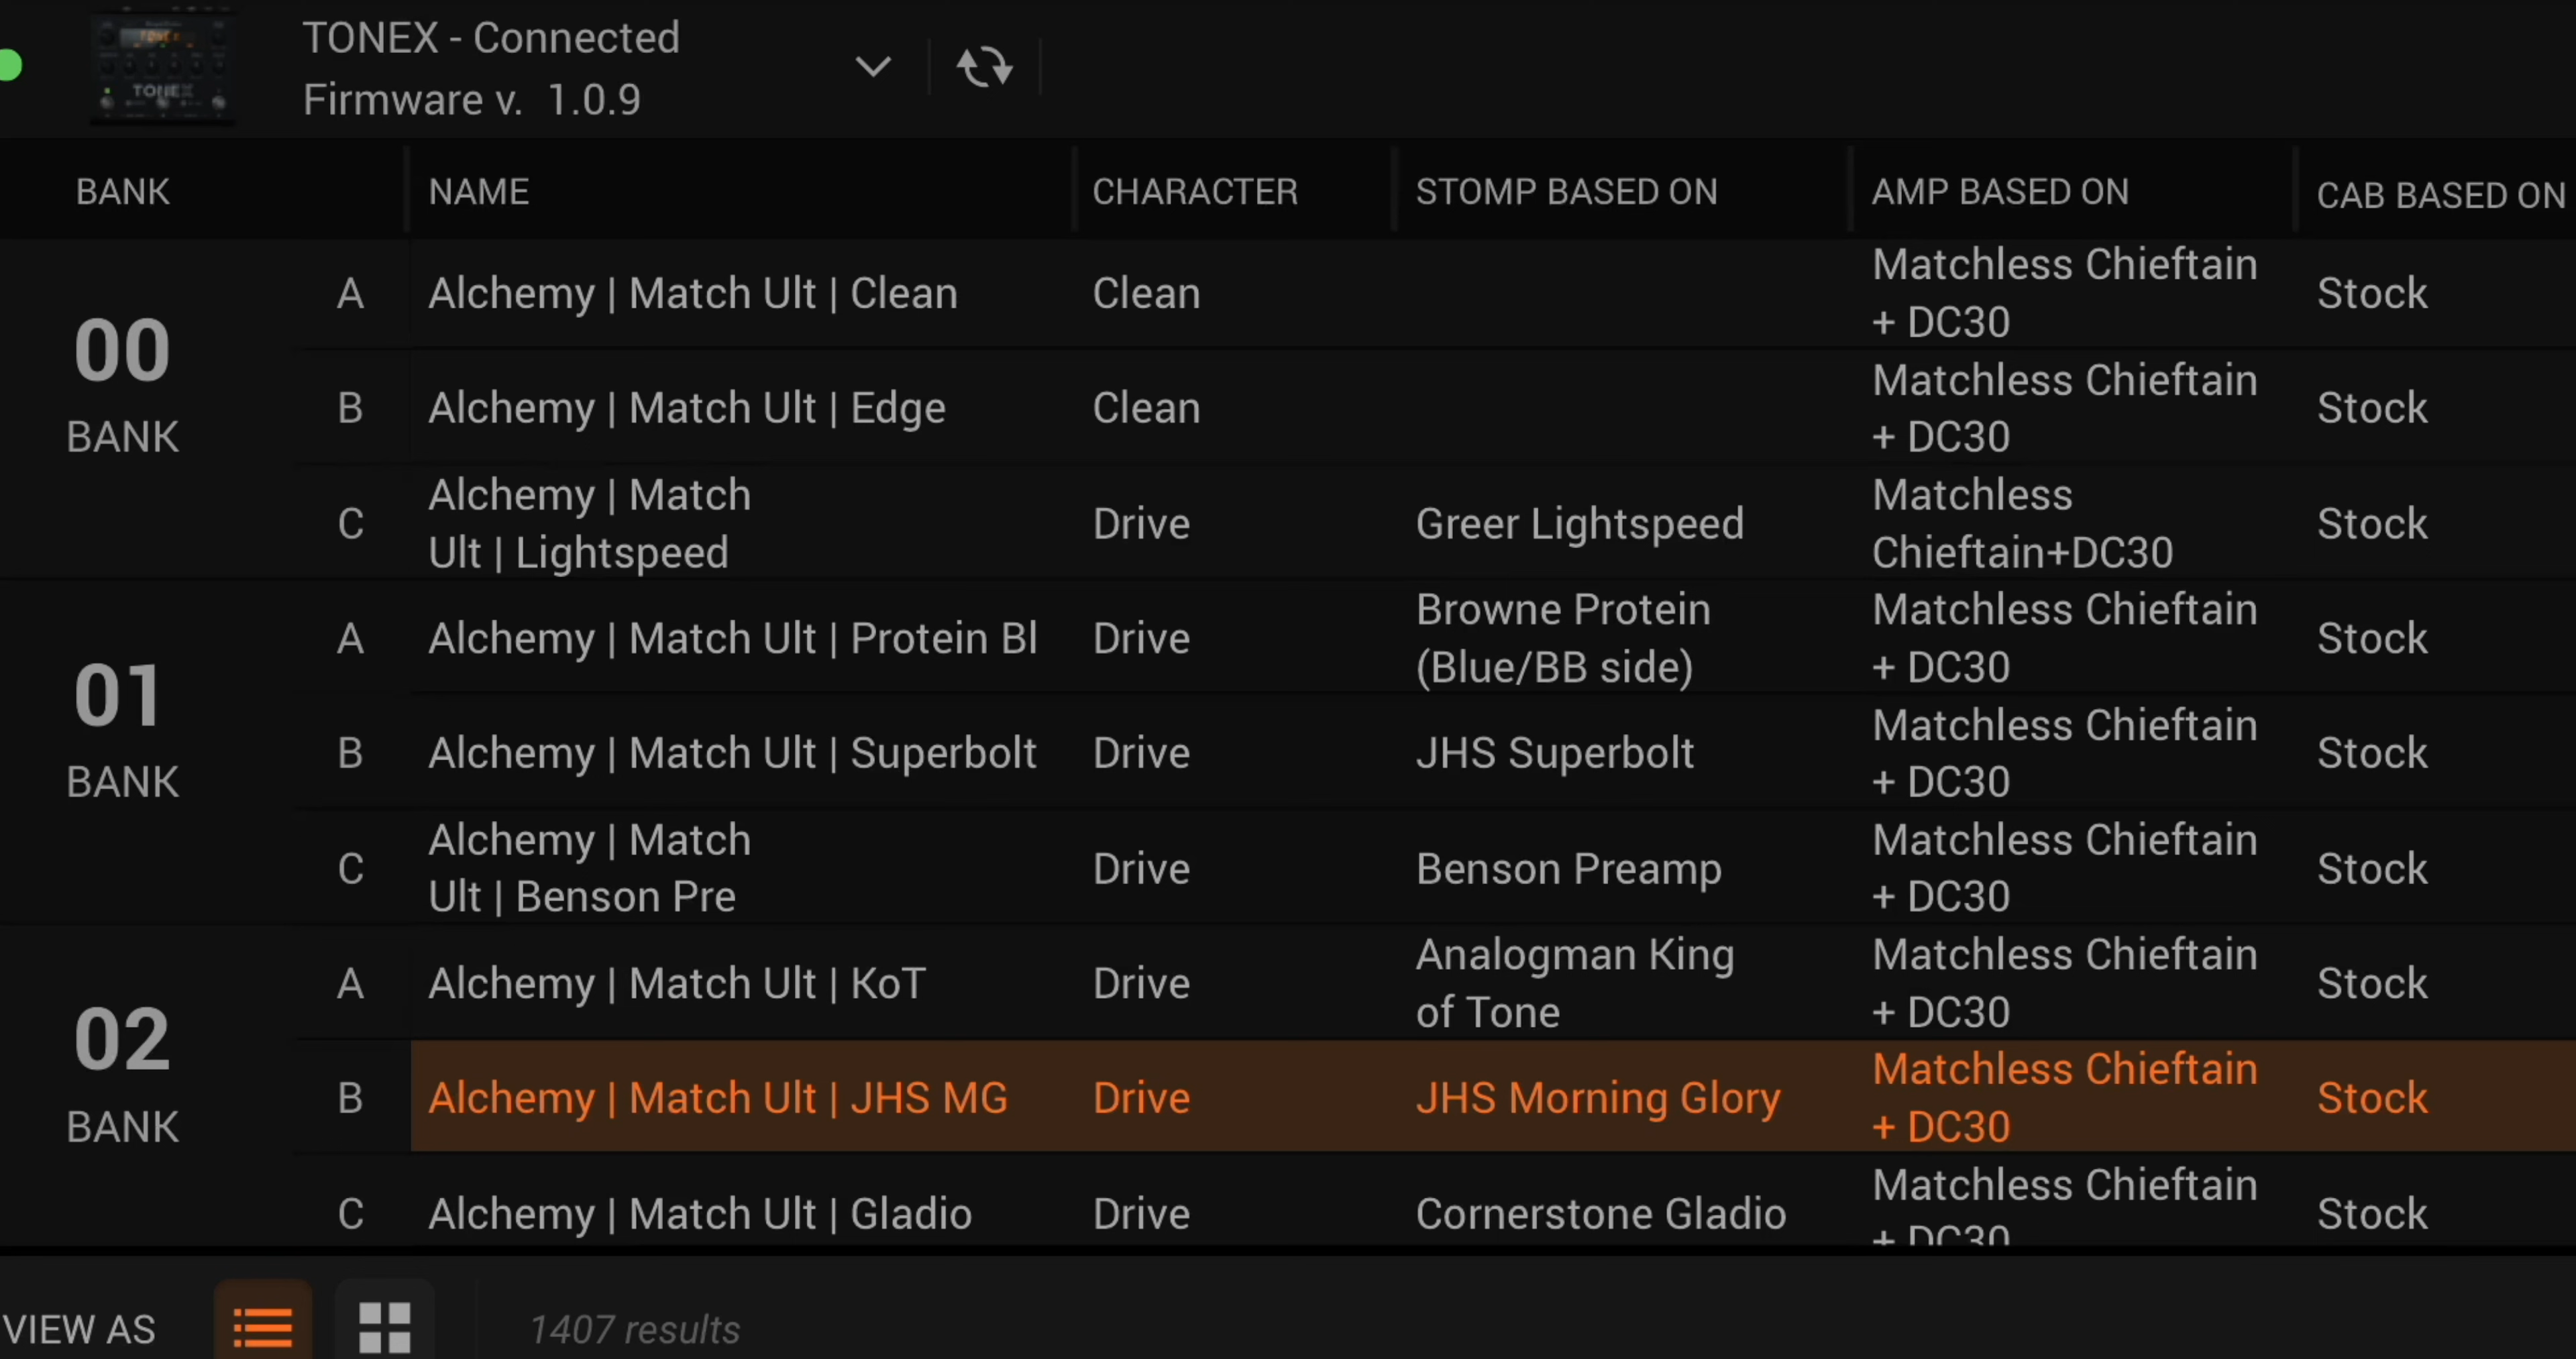 TONEX - Connected
Firmware v. 1.0.9
TONEX
BANK NAME CHARACTER STOMP BASED ON AMP BASED ON CAB BASED ON
00
BANK
A Alchemy | Match Ult | Clean Clean Matchless Chieftain
+ DC30 Stock
B Alchemy | Match Ult | Edge Clean Matchless Chieftain
+ DC30 Stock
C Alchemy | Match
Ult | Lightspeed Drive Greer Lightspeed Matchless
Chieftain+DC30 Stock
01
BANK
A Alchemy | Match Ult | Protein Bl Drive Browne Protein
(Blue/BB side) Matchless Chieftain
+ DC30 Stock
B Alchemy | Match Ult | Superbolt Drive JHS Superbolt Matchless Chieftain
+ DC30 Stock
C Alchemy | Match
Ult | Benson Pre Drive Benson Preamp Matchless Chieftain
+ DC30 Stock
02
BANK
A Alchemy | Match Ult | KoT Drive Analogman King
of Tone Matchless Chieftain
+ DC30 Stock
B Alchemy | Match Ult | JHS MG Drive JHS Morning Glory Matchless Chieftain
+ DC30 Stock
C Alchemy | Match Ult | Gladio Drive Cornerstone Gladio Matchless Chieftain
+ DC30 Stock
VIEW AS 1407 results